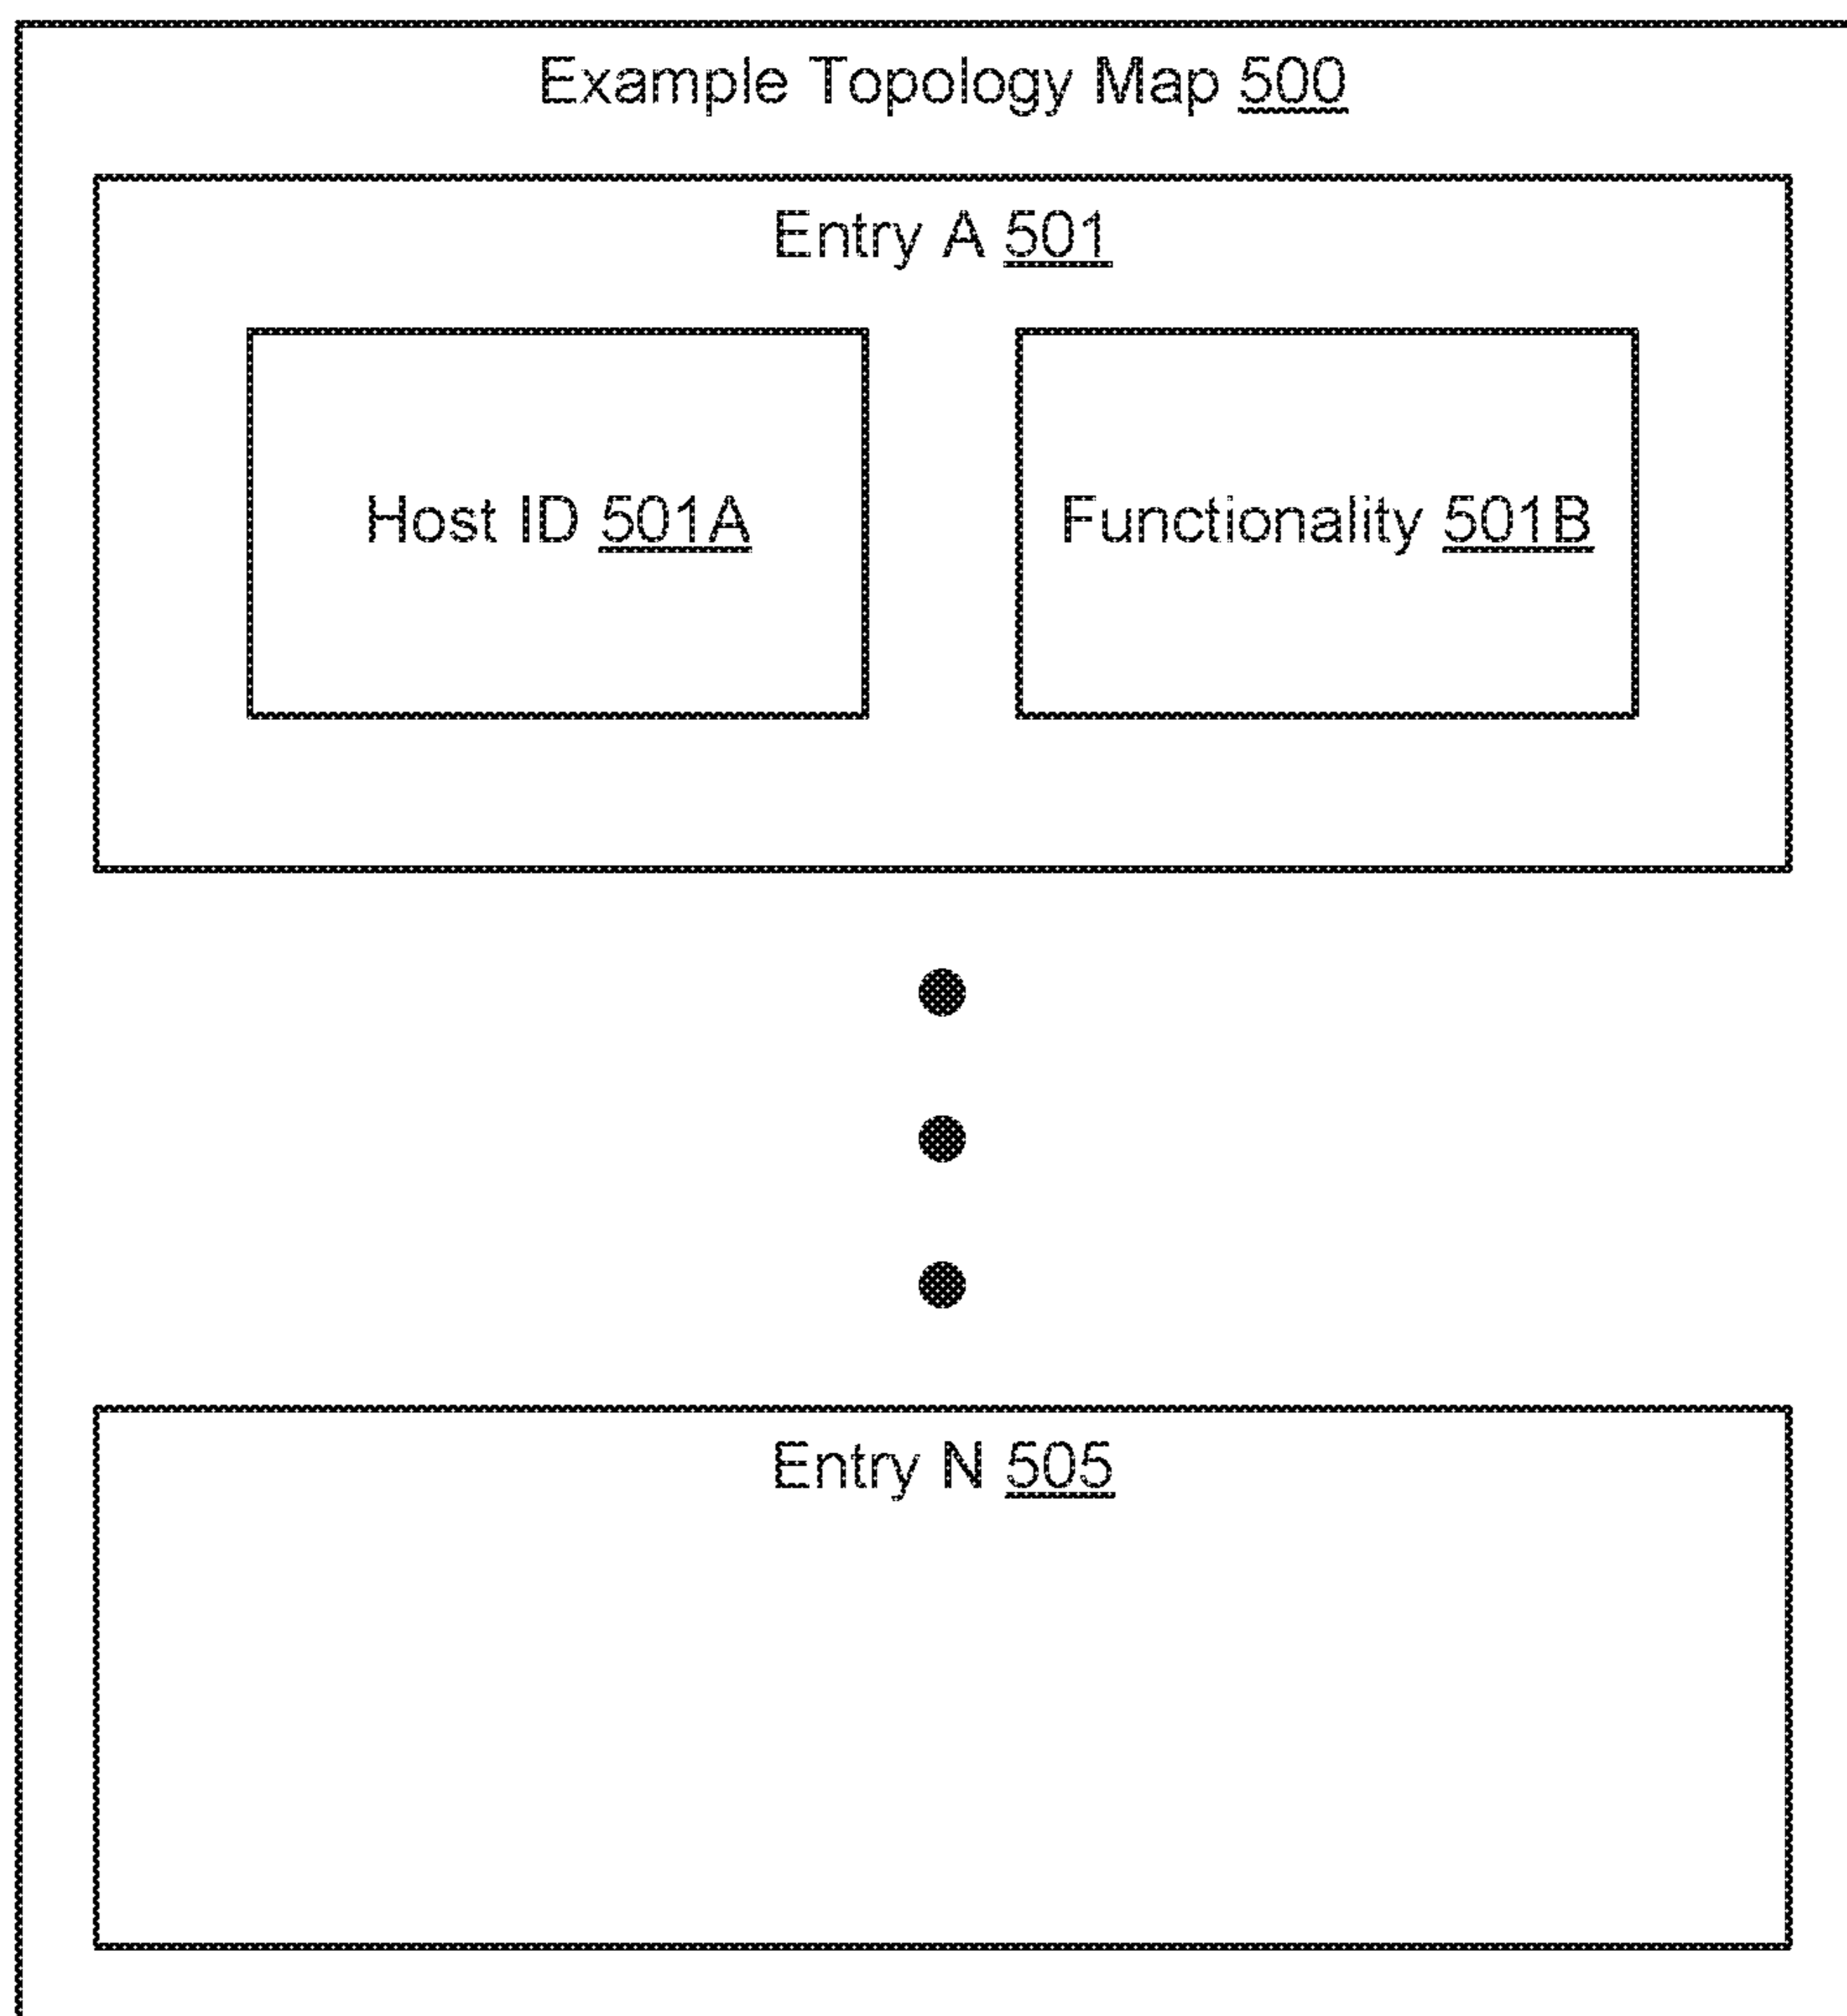 Example Topology Map 500
Entry A 501
Host ID 501A
Functionality 501B
Entry N 505